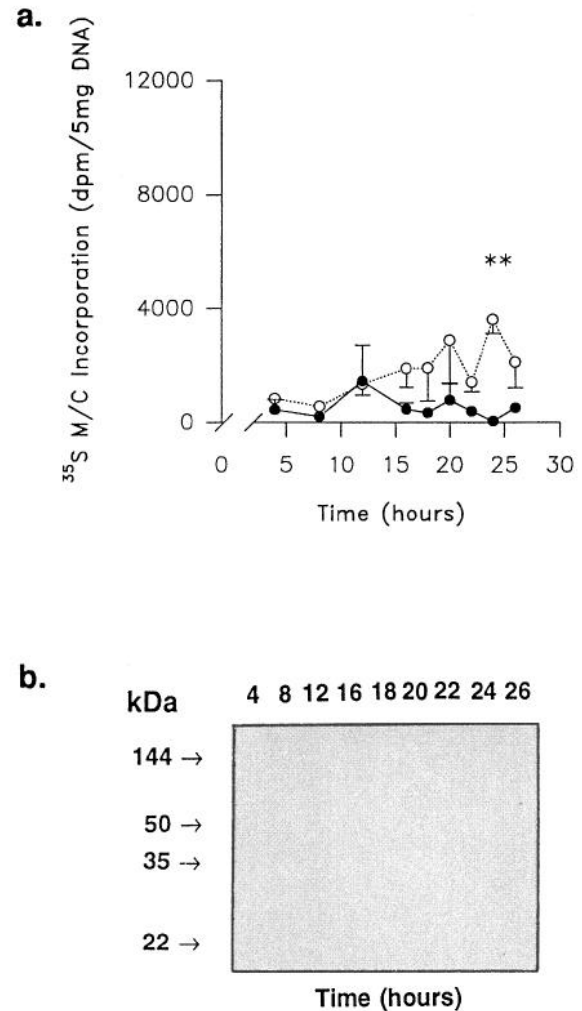 a.
³⁵S M/C Incorporation (dpm/5mg DNA)
12000
8000
4000
0
**
0 5 10 15 20 25 30
Time (hours)
b.
kDa
4 8 12 16 18 20 22 24 26
144 →
50 →
35 →
22 →
Time (hours)